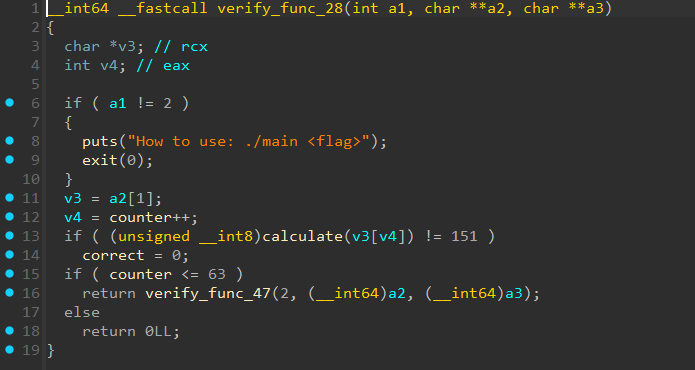 1 __int64 __fastcall verify_func_28(int a1, char **a2, char **a3)
2 {
3   char *v3; // rcx
4   int v4; // eax
5
6   if ( a1 != 2 )
7   {
8     puts("How to use: ./main <flag>");
9     exit(0);
10   }
11   v3 = a2[1];
12   v4 = counter++;
13   if ( (unsigned __int8)calculate(v3[v4]) != 151 )
14     correct = 0;
15   if ( counter <= 63 )
16     return verify_func_47(2, (__int64)a2, (__int64)a3);
17   else
18     return 0LL;
19 }